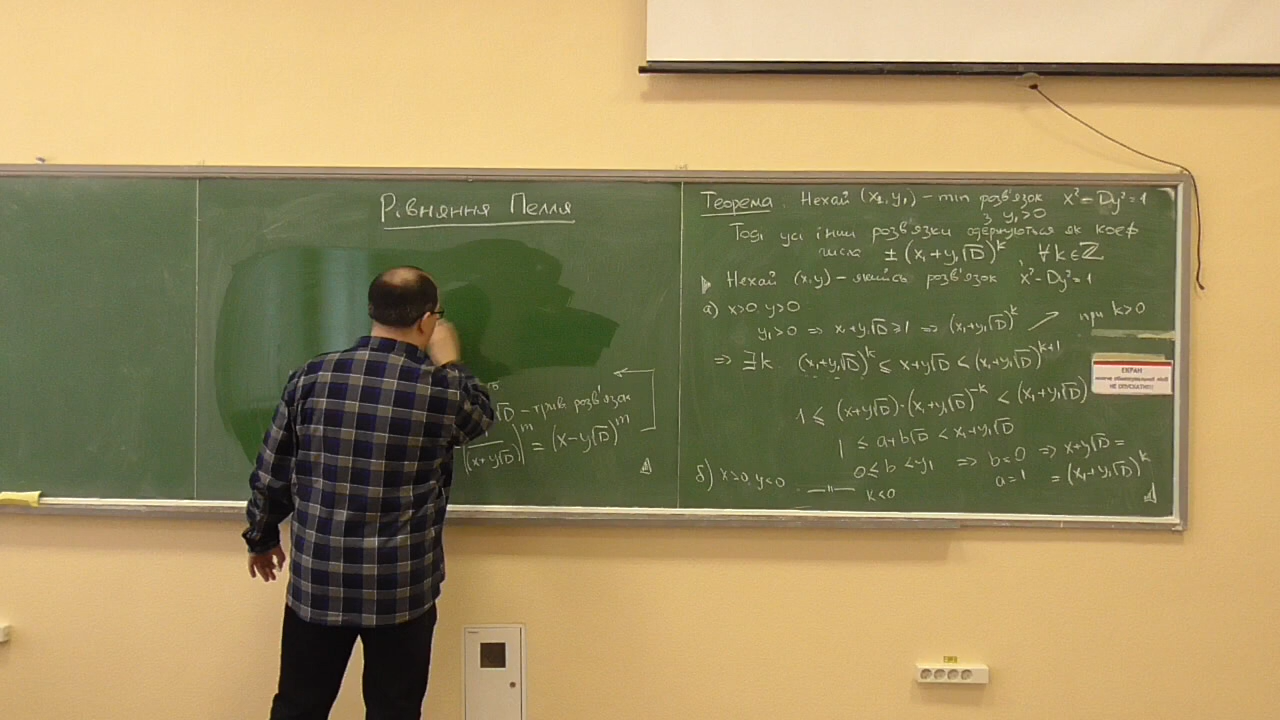 Рівняння Пелля
√D - трив. розв'язок
(x+y√D)|^m = (x-y√D)^m
Теорема. Нехай (x₁,y₁) - min розв'язок x²-Dy²=1
з y₁>0
Тоді усі інші розв'язки одержуються як коеф
числа ±(x₁+y₁√D)^k, ∀k∈ℤ
Нехай (x,y) - якийсь розв'язок x²-Dy²=1
а) x>0, y>0
y₁>0 ⇒ x₁+y₁√D≥1 ⇒ (x₁+y₁√D)^k ↗ при k>0
⇒ ∃k (x₁+y₁√D)^k ≤ x+y√D < (x₁+y₁√D)^{k+1}
1 ≤ (x+y√D)·(x₁+y₁√D)^{-k} < (x₁+y₁√D)
1 ≤ a+b√D < x₁+y₁√D
0≤b<y₁ ⇒ b=0 ⇒ x+y√D =
a=1 = (x₁+y₁√D)^k
б) x>0, y<0 —"— k<0
ЕКРАН
НЕ ОПУСКАТИ!!!